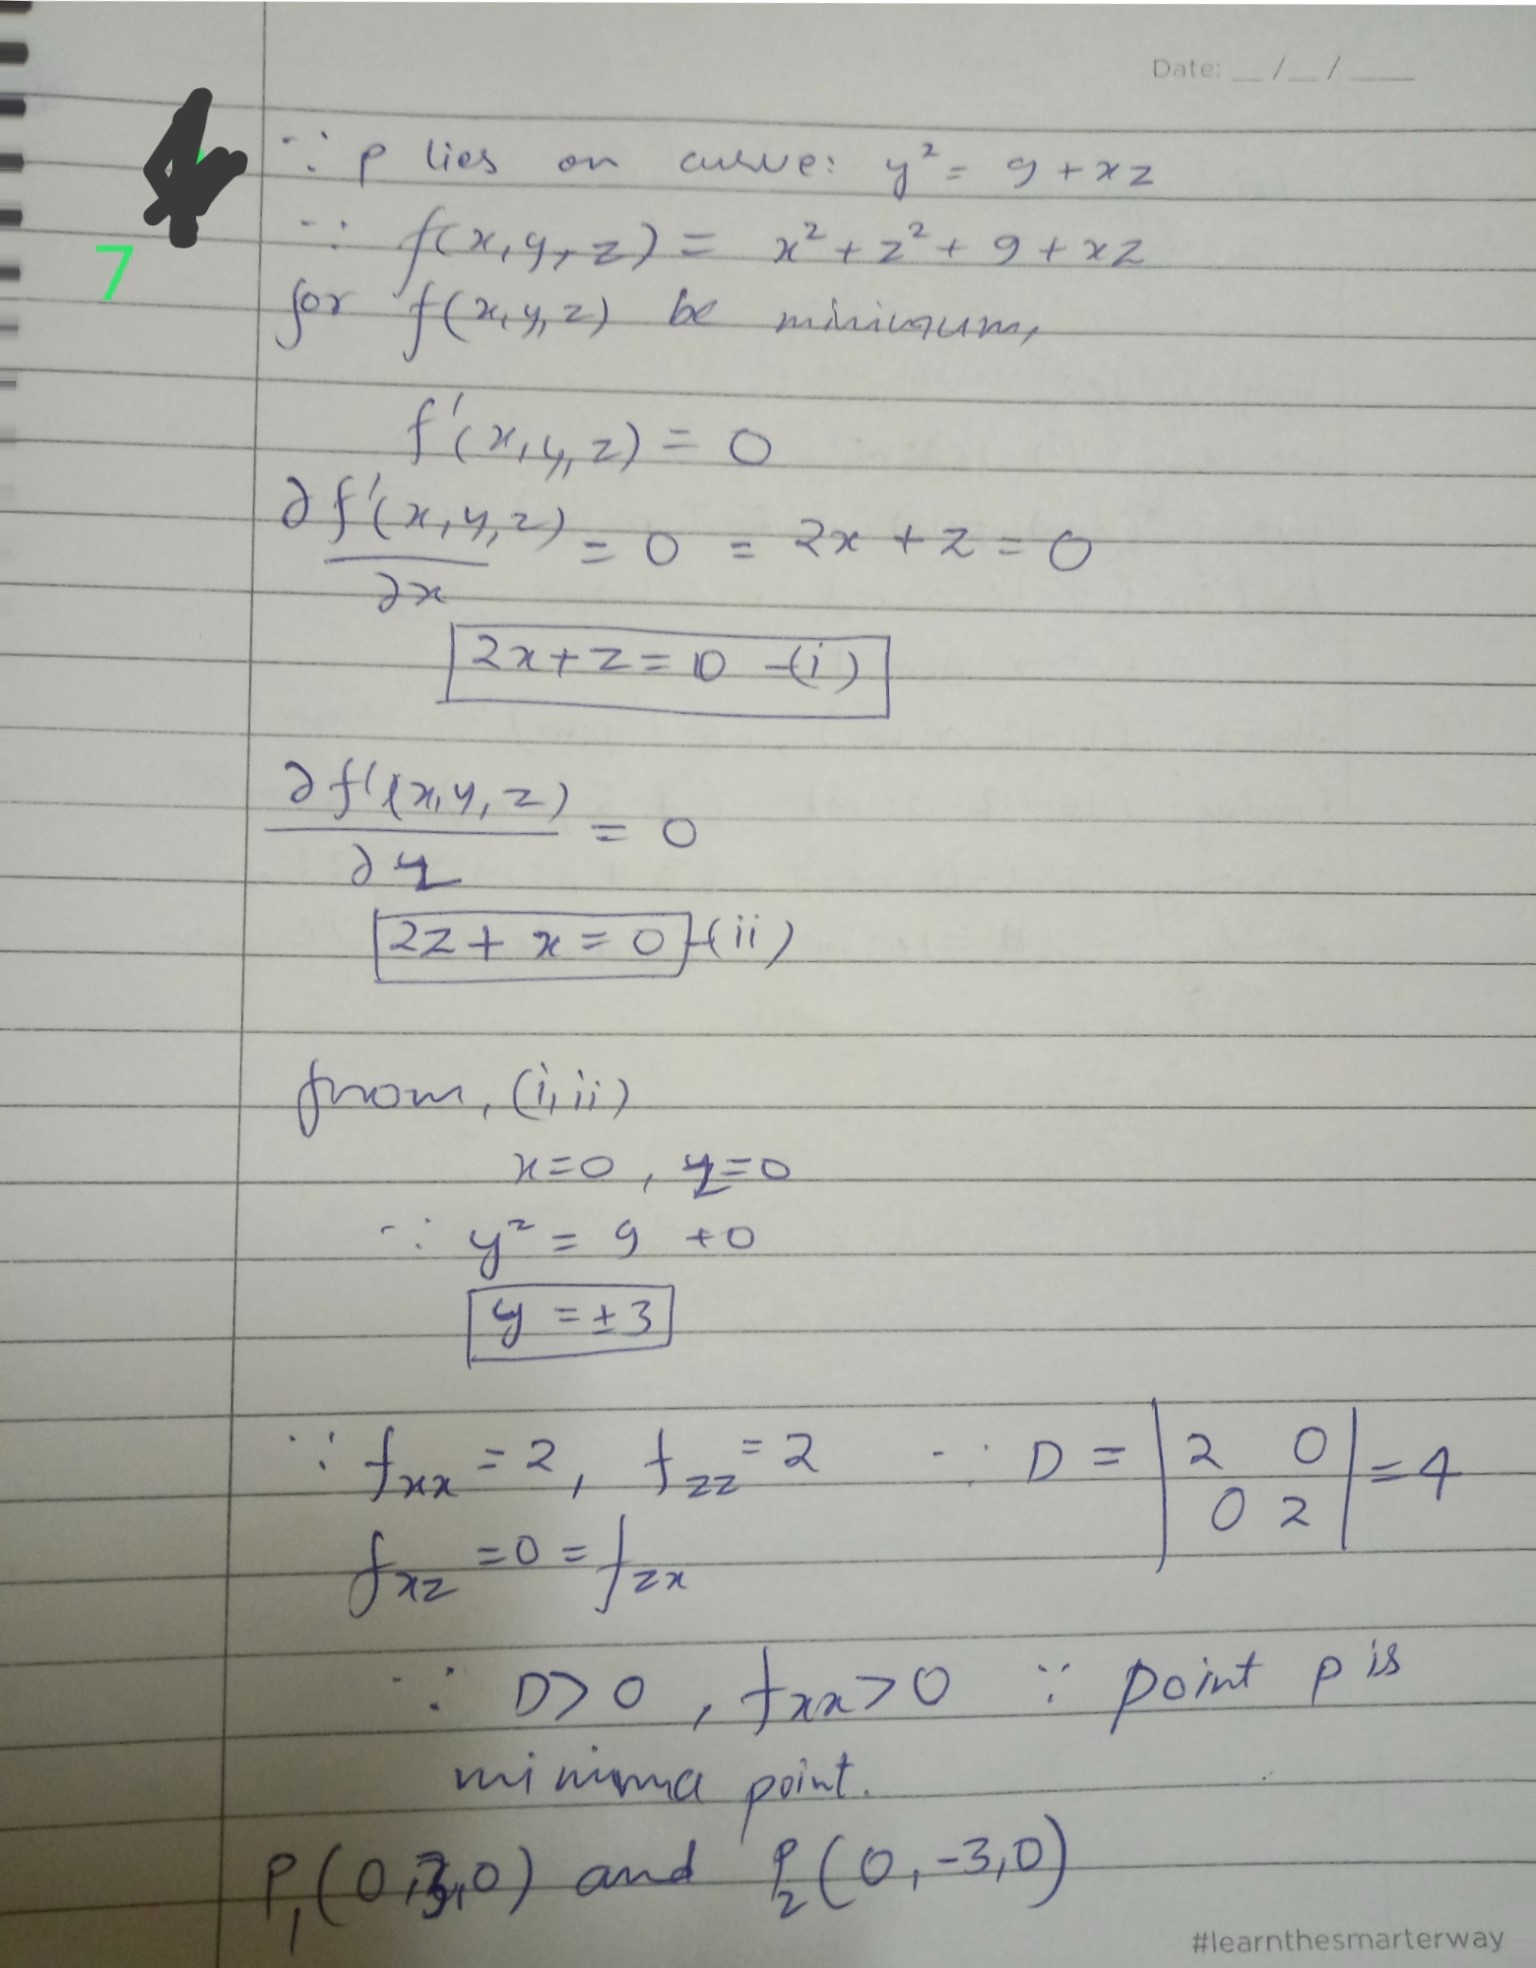 Date: __/__/____
∵ P lies on curve: y² = 9 + xz
∴ f(x,y,z) = x² + z² + 9 + xz
7
for f(x,y,z) be minimum,
f'(x,y,z) = 0
∂f'(x,y,z)/∂x = 0 = 2x + z = 0
2x + z = 0 -(i)
∂f'(x,y,z)/∂z = 0
2z + x = 0 -(ii)
from, (i,ii)
x=0, z=0
∴ y² = 9 + 0
y = ±3
∵ fxx = 2, fzz = 2 ∴ D = |2 0; 0 2| = 4
fxz = 0 = fzx
∴ D>0, fxx>0 ∵ point p is
minima point.
P₁(0,3,0) and P₂(0,-3,0)
#learnthesmarterway